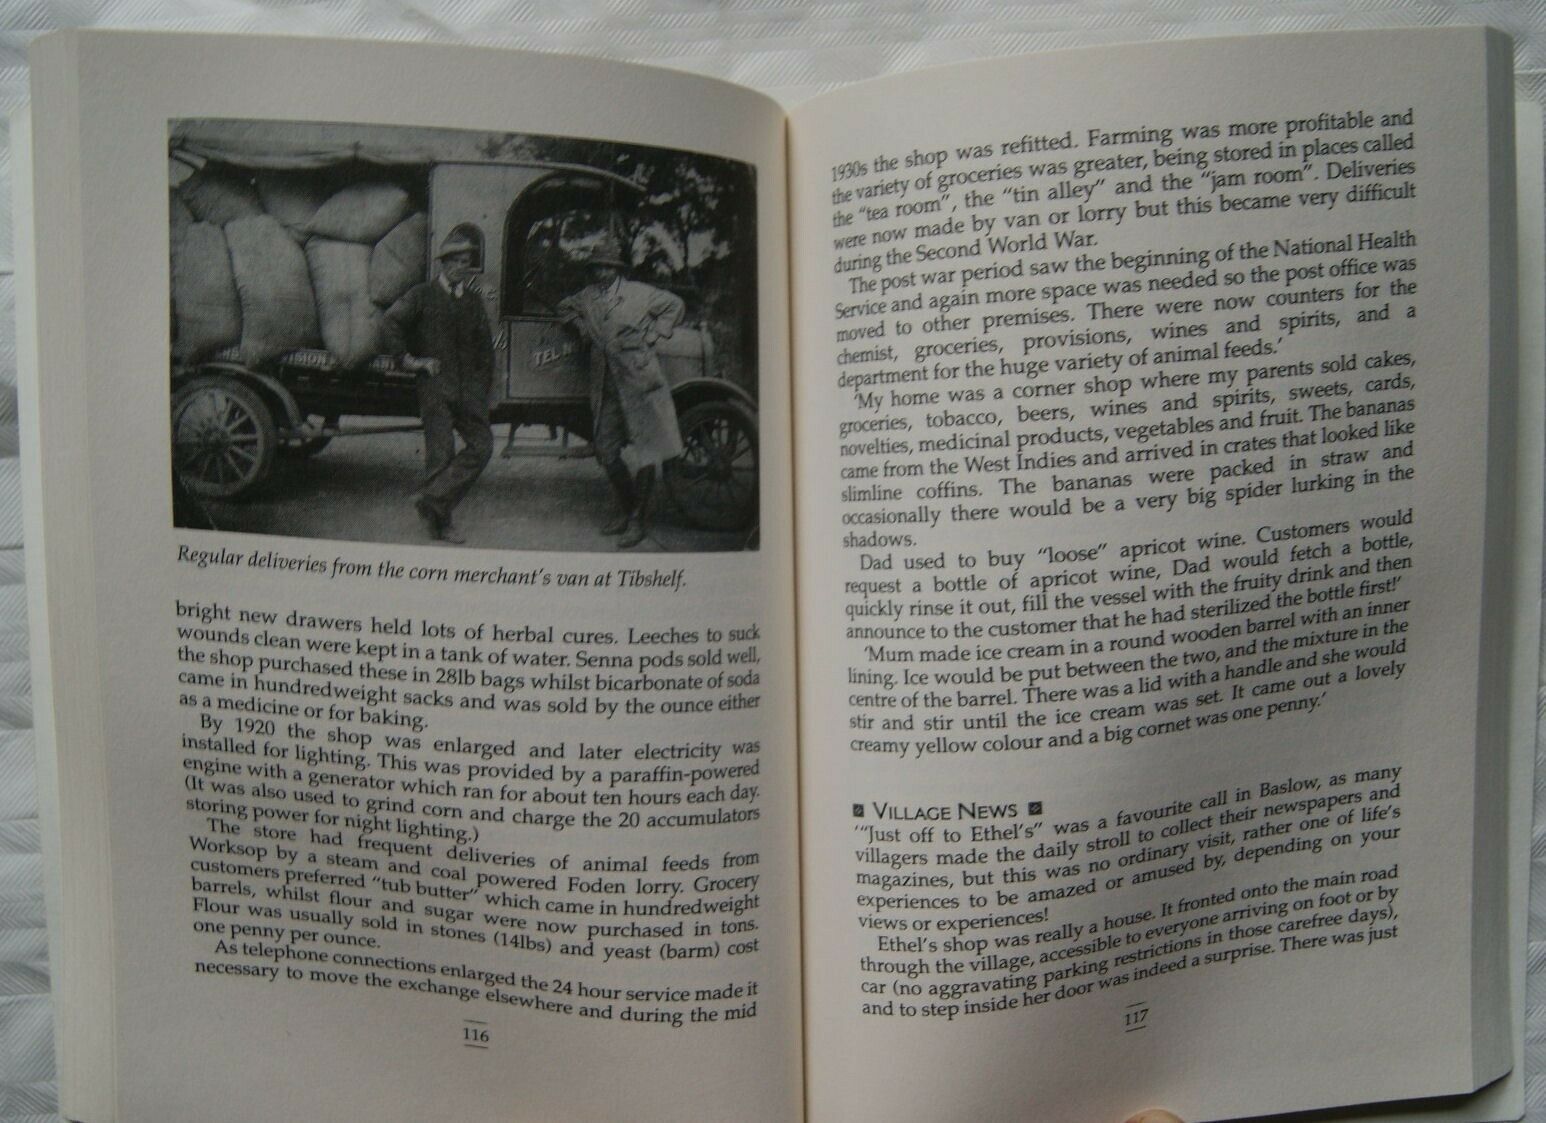 TEL N
Regular deliveries from the corn merchant's van at Tibshelf.
bright new drawers held lots of herbal cures. Leeches to suck
wounds clean were kept in a tank of water. Senna pods sold well,
the shop purchased these in 28lb bags whilst bicarbonate of soda
came in hundredweight sacks and was sold by the ounce either
as a medicine or for baking.
By 1920 the shop was enlarged and later electricity was
installed for lighting. This was provided by a paraffin-powered
engine with a generator which ran for about ten hours each day.
(It was also used to grind corn and charge the 20 accumulators
storing power for night lighting.)
The store had frequent deliveries of animal feeds from
Worksop by a steam and coal powered Foden lorry. Grocery
customers preferred "tub butter" which came in hundredweight
barrels, whilst flour and sugar were now purchased in tons.
Flour was usually sold in stones (14lbs) and yeast (barm) cost
one penny per ounce.
As telephone connections enlarged the 24 hour service made it
necessary to move the exchange elsewhere and during the mid
116
1930s the shop was refitted. Farming was more profitable and
the variety of groceries was greater, being stored in places called
the "tea room", the "tin alley" and the "jam room". Deliveries
were now made by van or lorry but this became very difficult
during the Second World War.
The post war period saw the beginning of the National Health
Service and again more space was needed so the post office was
moved to other premises. There were now counters for the
chemist, groceries, provisions, wines and spirits, and a
department for the huge variety of animal feeds.'
'My home was a corner shop where my parents sold cakes,
groceries, tobacco, beers, wines and spirits, sweets, cards,
novelties, medicinal products, vegetables and fruit. The bananas
came from the West Indies and arrived in crates that looked like
slimline coffins. The bananas were packed in straw and
occasionally there would be a very big spider lurking in the
shadows.
Dad used to buy "loose" apricot wine. Customers would
request a bottle of apricot wine, Dad would fetch a bottle,
quickly rinse it out, fill the vessel with the fruity drink and then
announce to the customer that he had sterilized the bottle first!'
'Mum made ice cream in a round wooden barrel with an inner
lining. Ice would be put between the two, and the mixture in the
centre of the barrel. There was a lid with a handle and she would
stir and stir until the ice cream was set. It came out a lovely
creamy yellow colour and a big cornet was one penny.'
VILLAGE NEWS
'"Just off to Ethel's" was a favourite call in Baslow, as many
villagers made the daily stroll to collect their newspapers and
magazines, but this was no ordinary visit, rather one of life's
experiences to be amazed or amused by, depending on your
views or experiences!
Ethel's shop was really a house. It fronted onto the main road
through the village, accessible to everyone arriving on foot or by
car (no aggravating parking restrictions in those carefree days),
and to step inside her door was indeed a surprise. There was just
117